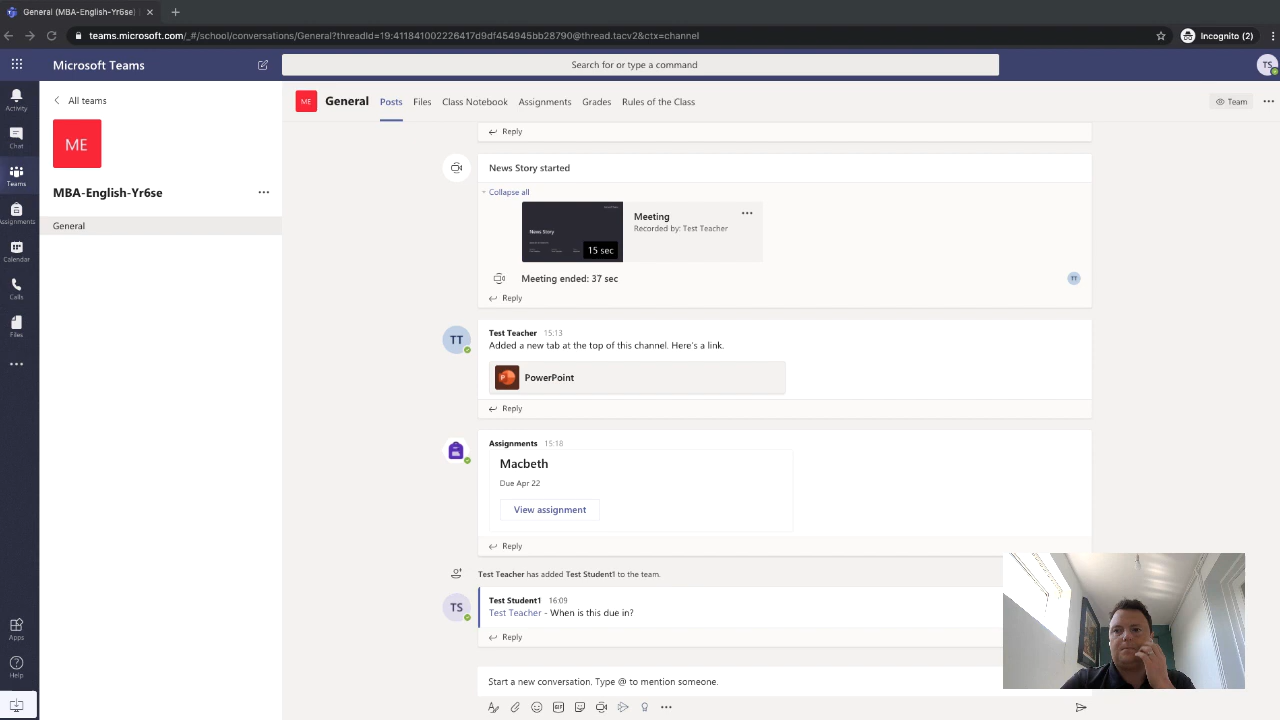 General (MBA-English-Yr6se)
teams.microsoft.com/_#/school/conversations/General?threadId=19:411841002226417d9df454945bb28790@thread.tacv2&ctx=channel
Incognito (2)
Microsoft Teams
Search for or type a command
TS
Activity
Chat
Teams
Assignments
Calendar
Calls
Files
Apps
Help
All teams
ME
MBA-English-Yr6se
General
ME General Posts Files Class Notebook Assignments Grades Rules of the Class
Team
Reply
News Story started
Collapse all
News Story
15 sec
Meeting
Recorded by: Test Teacher
Meeting ended: 37 sec
TT
Reply
TT
Test Teacher 15:13
Added a new tab at the top of this channel. Here's a link.
PowerPoint
Reply
Assignments 15:18
Macbeth
Due Apr 22
View assignment
Reply
Test Teacher has added Test Student1 to the team.
TS
Test Student1 16:09
Test Teacher - When is this due in?
Reply
Start a new conversation. Type @ to mention someone.
GIF